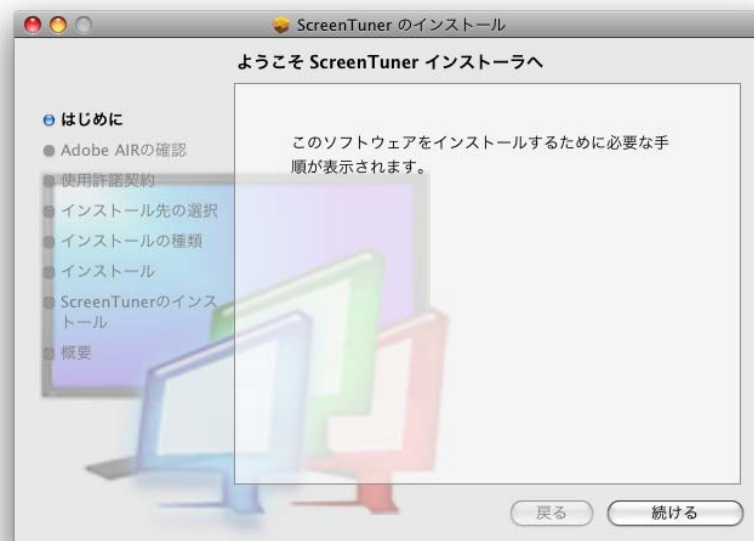 ScreenTuner のインストール
ようこそ ScreenTuner インストーラへ
はじめに
Adobe AIRの確認
使用許諾契約
インストール先の選択
インストールの種類
インストール
ScreenTunerのインス
トール
概要
このソフトウェアをインストールするために必要な手
順が表示されます。
戻る
続ける